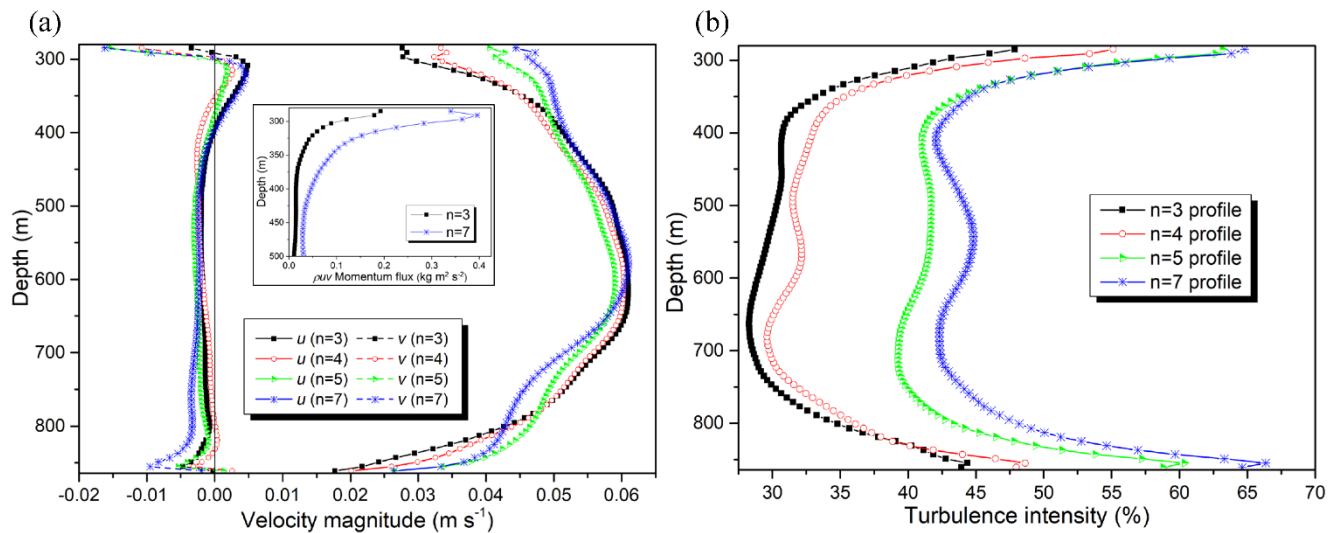 (a)
300
400
500
600
700
800
Depth (m)
-0.02 -0.01 0.00 0.01 0.02 0.03 0.04 0.05 0.06
Velocity magnitude (m s-1)
300
350
400
450
500
Depth (m)
0.0 0.1 0.2 0.3 0.4
ρuv Momentum flux (kg m² s-2)
n=3
n=7
u (n=3) v (n=3)
u (n=4) v (n=4)
u (n=5) v (n=5)
u (n=7) v (n=7)
(b)
300
400
500
600
700
800
Depth (m)
30 35 40 45 50 55 60 65 70
Turbulence intensity (%)
n=3 profile
n=4 profile
n=5 profile
n=7 profile